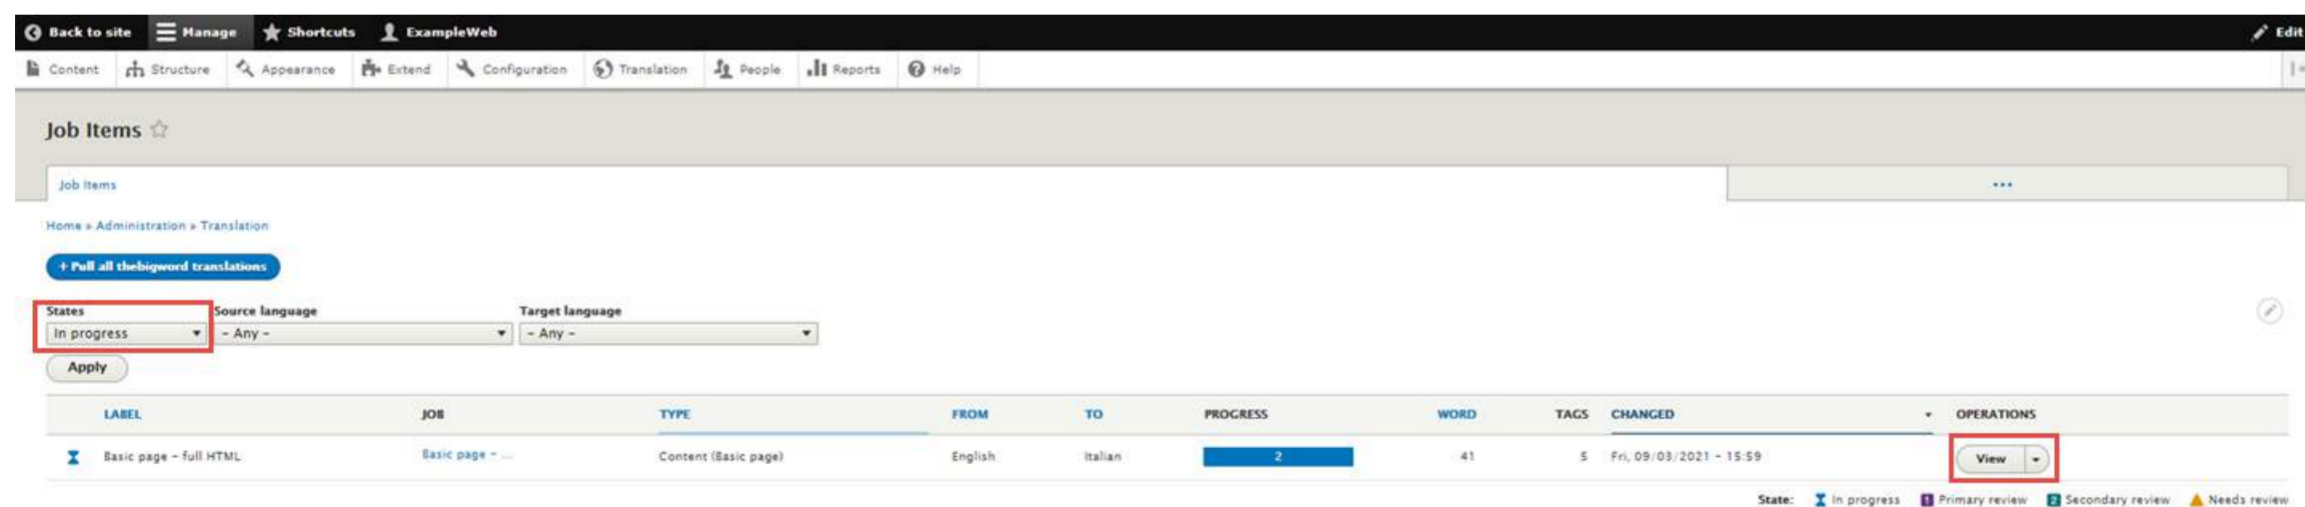 Back to site Manage Shortcuts ExampleWeb Edit
Content Structure Appearance Extend Configuration Translation People Reports Help
Job Items
Job Items ...
Home » Administration » Translation
+ Pull all thebigword translations
States Source language Target language
In progress - Any - - Any -
Apply
LABEL JOB TYPE FROM TO PROGRESS WORD TAGS CHANGED OPERATIONS
Basic page - full HTML Basic page - ... Content (Basic page) English Italian 2 41 5 Fri, 09/03/2021 - 15:59 View
State: In progress 1 Primary review 2 Secondary review Needs review